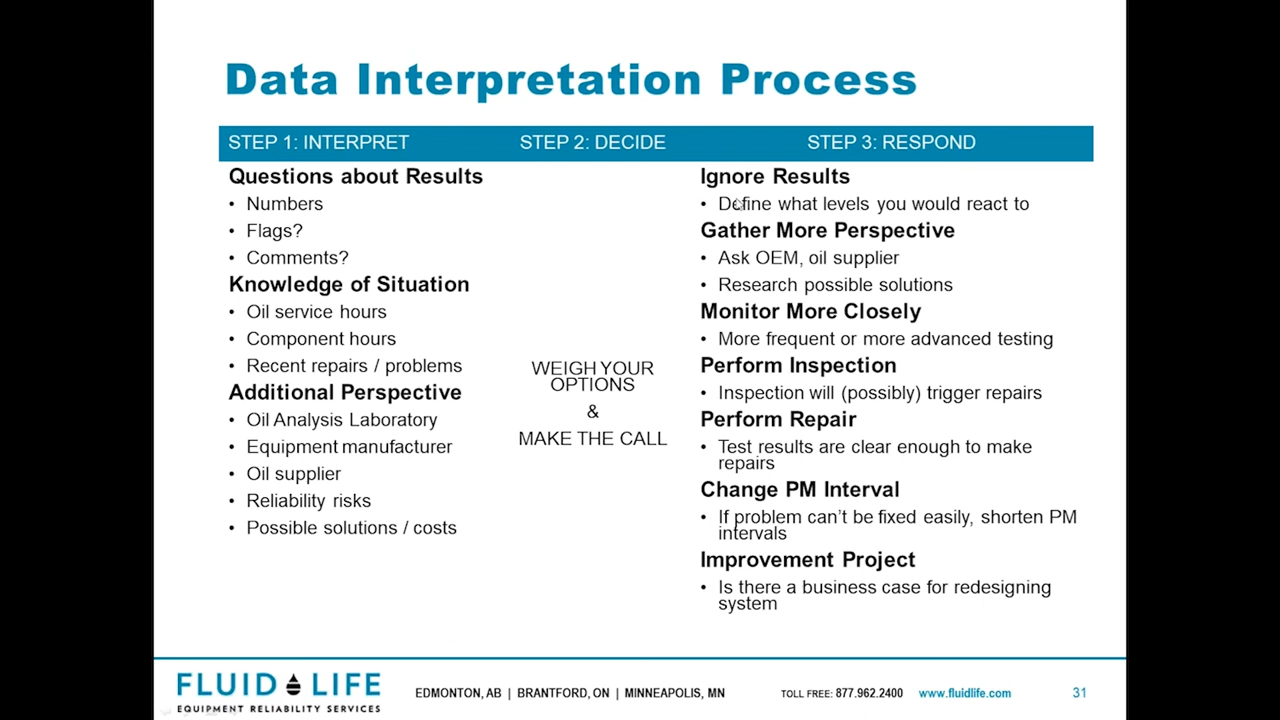 Data Interpretation Process
STEP 1: INTERPRET
STEP 2: DECIDE
STEP 3: RESPOND
Questions about Results
• Numbers
• Flags?
• Comments?
Knowledge of Situation
• Oil service hours
• Component hours
• Recent repairs / problems
Additional Perspective
• Oil Analysis Laboratory
• Equipment manufacturer
• Oil supplier
• Reliability risks
• Possible solutions / costs
WEIGH YOUR
OPTIONS
&
MAKE THE CALL
Ignore Results
• Define what levels you would react to
Gather More Perspective
• Ask OEM, oil supplier
• Research possible solutions
Monitor More Closely
• More frequent or more advanced testing
Perform Inspection
• Inspection will (possibly) trigger repairs
Perform Repair
• Test results are clear enough to make
repairs
Change PM Interval
• If problem can't be fixed easily, shorten PM
intervals
Improvement Project
• Is there a business case for redesigning
system
FLUID LIFE
EQUIPMENT RELIABILITY SERVICES
EDMONTON, AB | BRANTFORD, ON | MINNEAPOLIS, MN
TOLL FREE: 877.962.2400
www.fluidlife.com
31